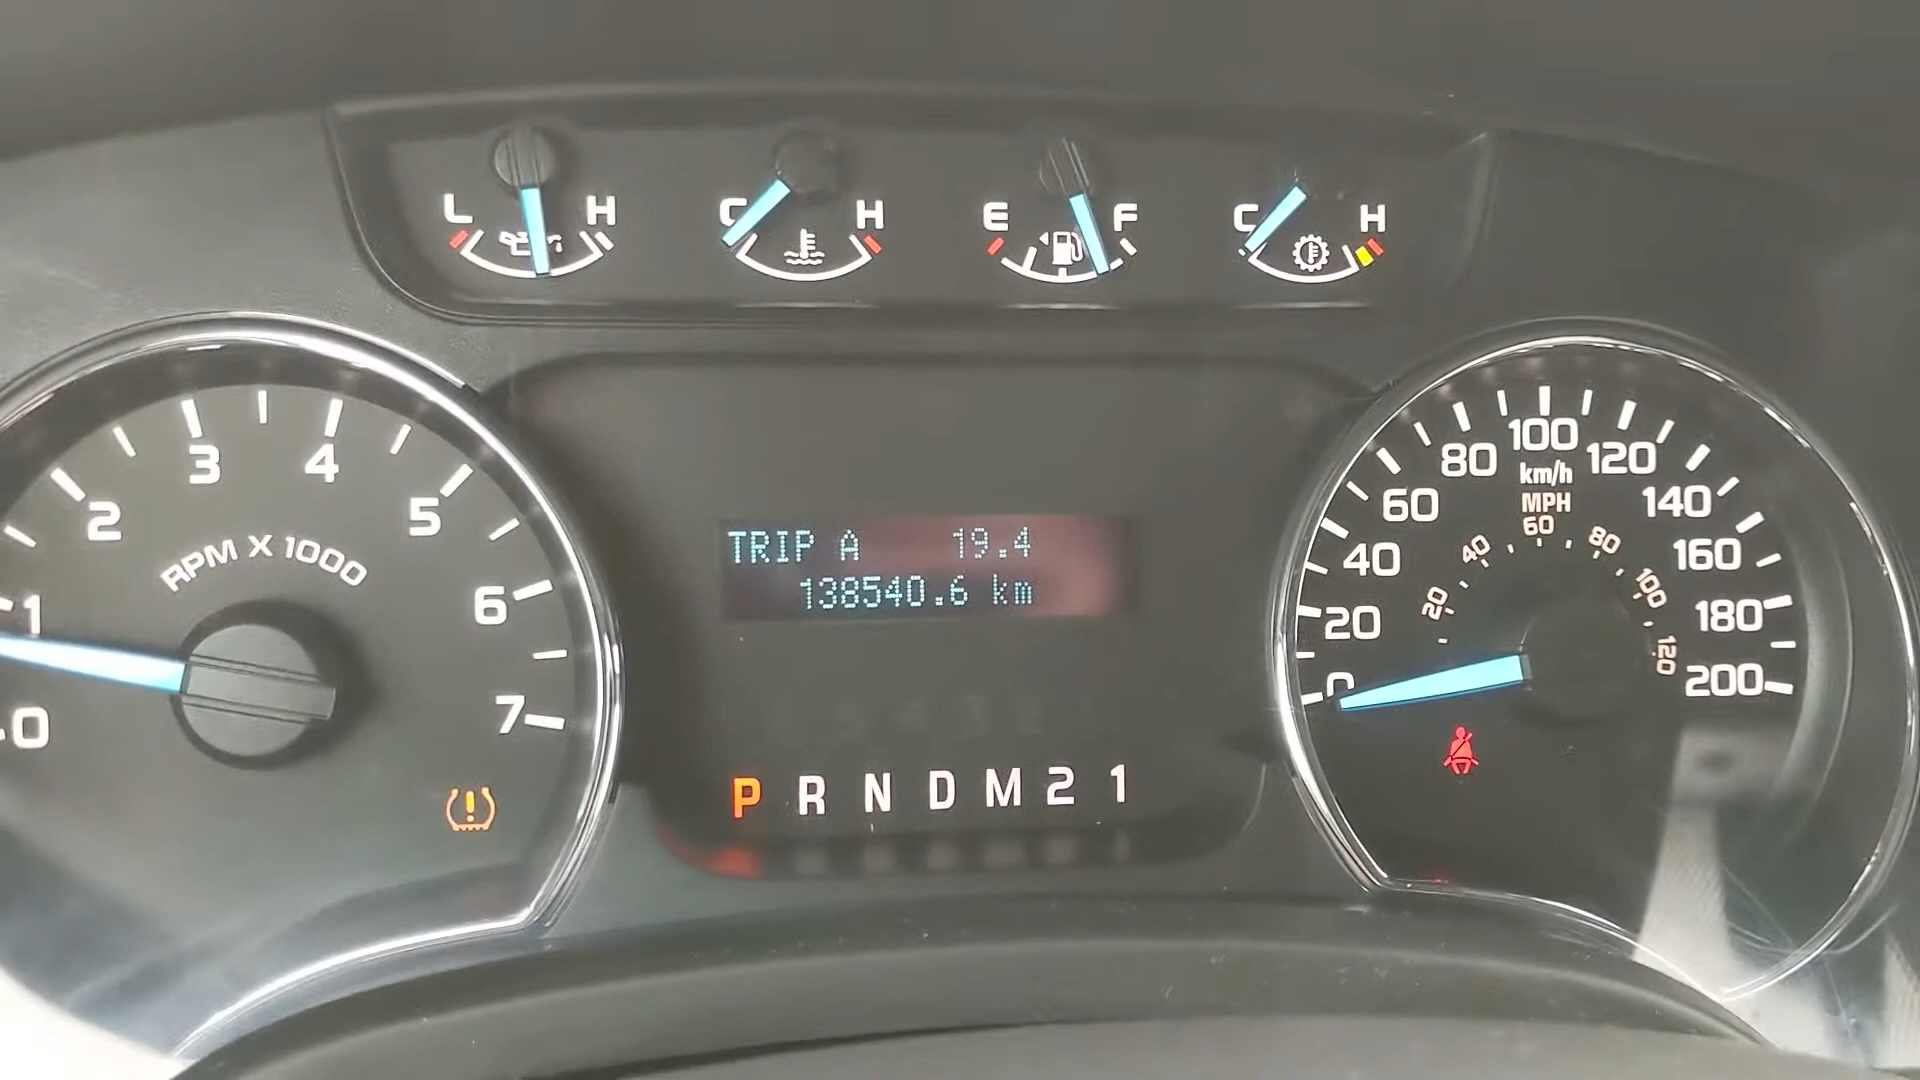 L H
C H
E F
C H
0 1 2 3 4 5 6 7
RPM X 1000
TRIP A 19.4
138540.6 km
P R N D M 2 1
0 20 40 60 80 100 120 140 160 180 200
km/h
MPH
20 40 60 80 100 120